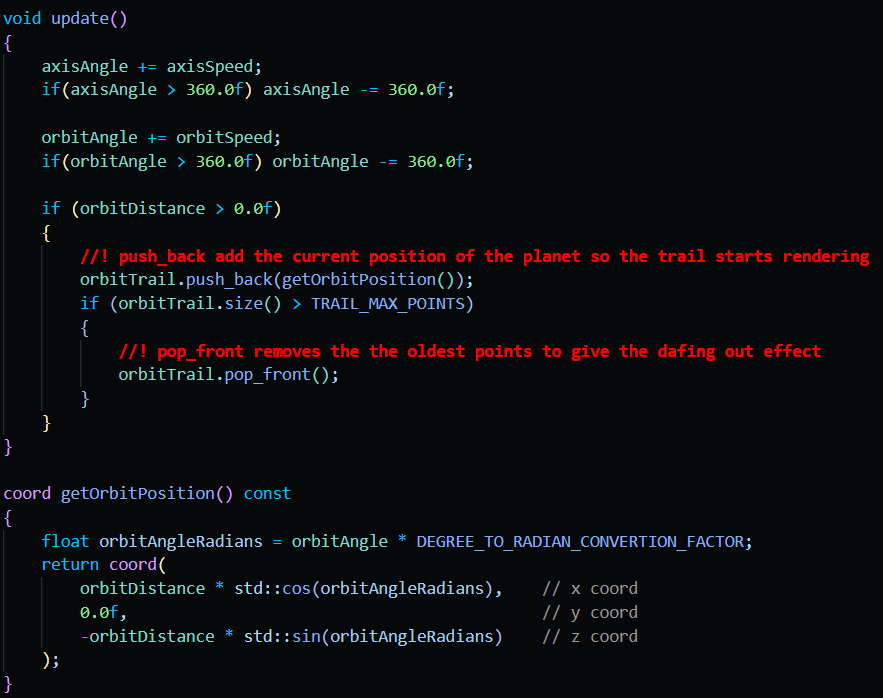 void update()
{
    axisAngle += axisSpeed;
    if(axisAngle > 360.0f) axisAngle -= 360.0f;

    orbitAngle += orbitSpeed;
    if(orbitAngle > 360.0f) orbitAngle -= 360.0f;

    if (orbitDistance > 0.0f)
    {
        //! push_back add the current position of the planet so the trail starts rendering
        orbitTrail.push_back(getOrbitPosition());
        if (orbitTrail.size() > TRAIL_MAX_POINTS)
        {
            //! pop_front removes the the oldest points to give the dafing out effect
            orbitTrail.pop_front();
        }
    }
}

coord getOrbitPosition() const
{
    float orbitAngleRadians = orbitAngle * DEGREE_TO_RADIAN_CONVERTION_FACTOR;
    return coord(
        orbitDistance * std::cos(orbitAngleRadians),    // x coord
        0.0f,                                           // y coord
        -orbitDistance * std::sin(orbitAngleRadians)    // z coord
    );
}